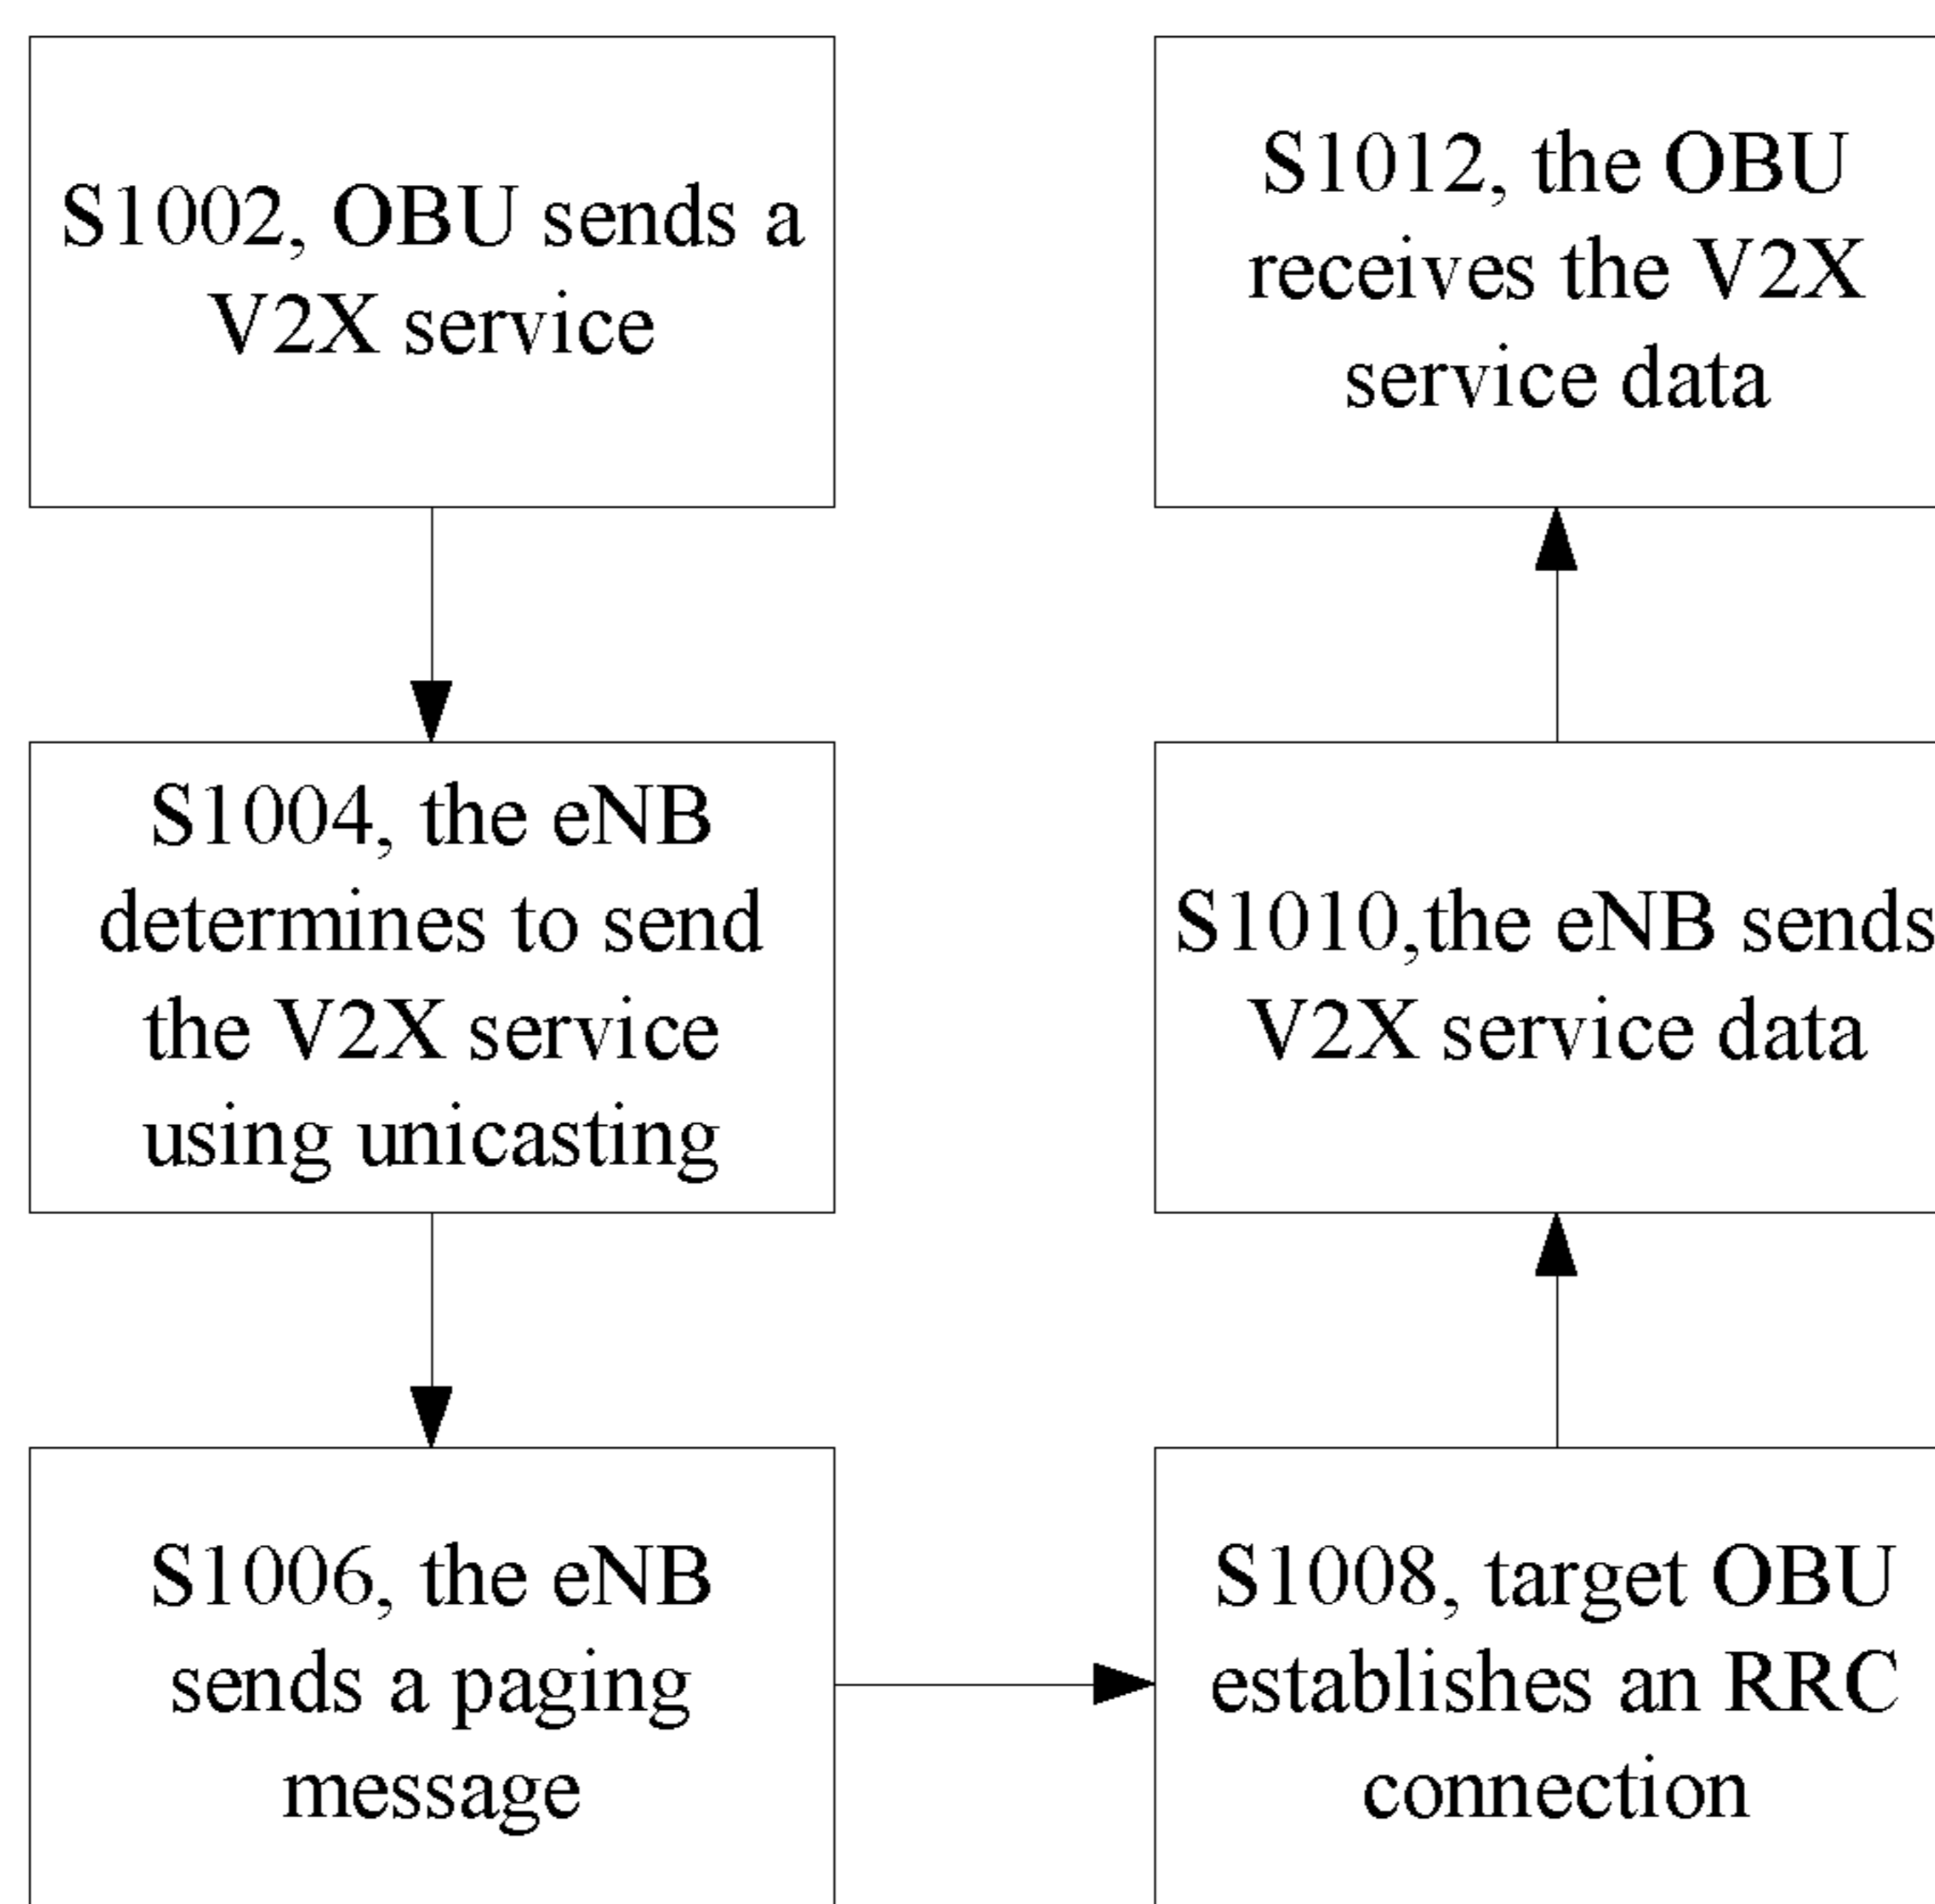 S1002, OBU sends a
V2X service
S1004, the eNB
determines to send
the V2X service
using unicasting
S1006, the eNB
sends a paging
message
S1008, target OBU
establishes an RRC
connection
S1010,the eNB sends
V2X service data
S1012, the OBU
receives the V2X
service data